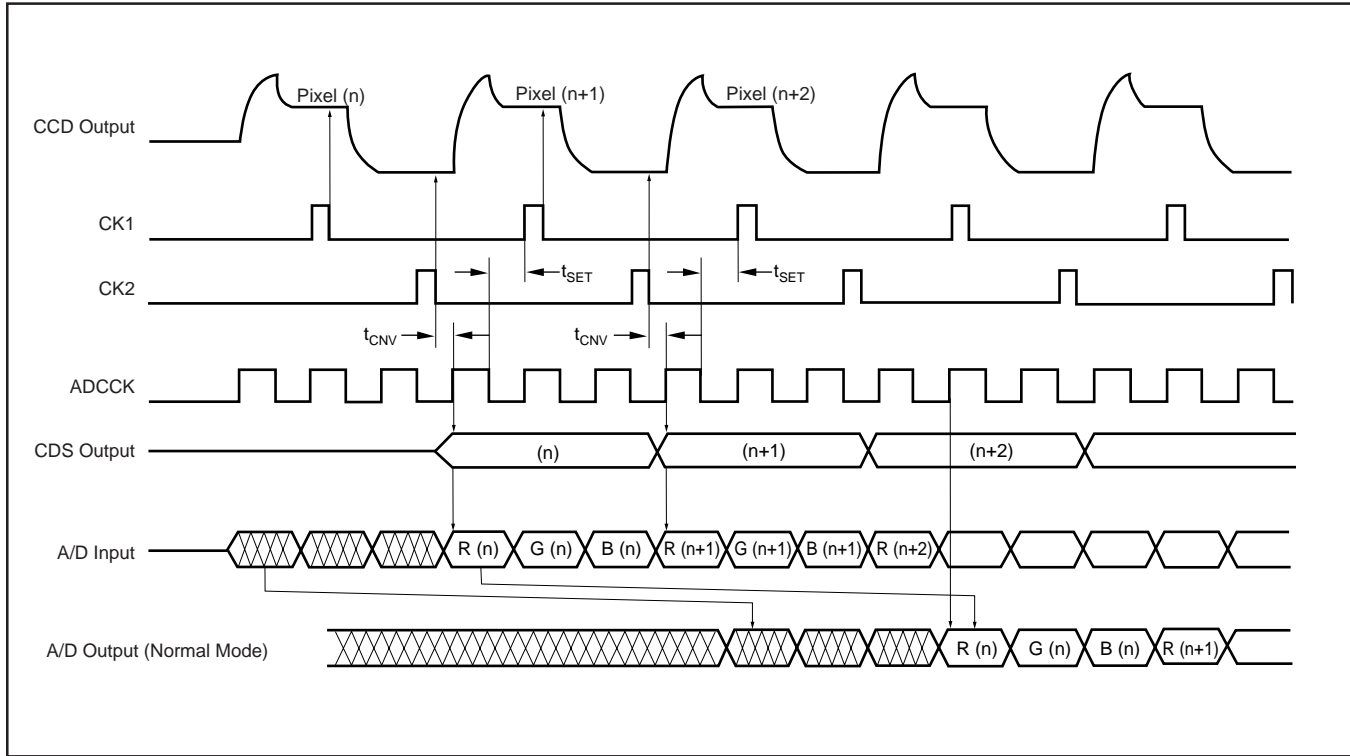 Pixel (n)
Pixel (n+1)
Pixel (n+2)
CCD Output
CK1
tSET
tSET
CK2
tCNV
tCNV
ADCCK
CDS Output
(n)
(n+1)
(n+2)
A/D Input
R (n)
G (n)
B (n)
R (n+1)
G (n+1)
B (n+1)
R (n+2)
A/D Output (Normal Mode)
R (n)
G (n)
B (n)
R (n+1)